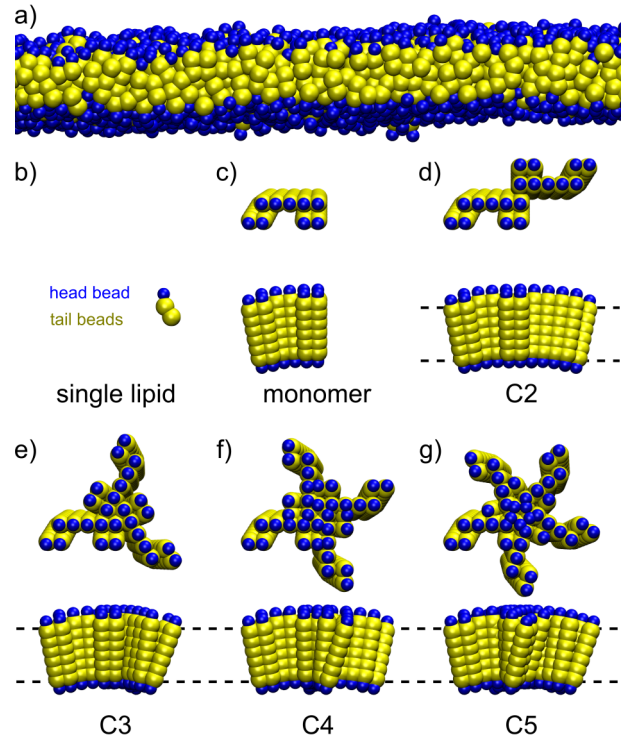 a)
b)
c)
d)
head bead
tail beads
single lipid
monomer
C2
e)
f)
g)
C3
C4
C5